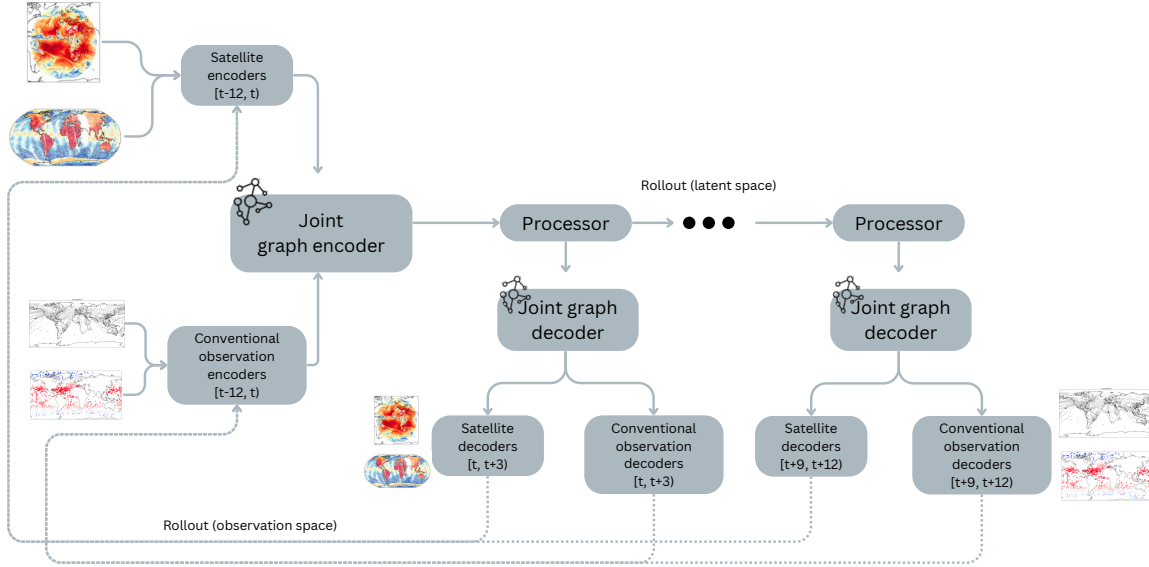 Satellite
encoders
[t-12, t)
Rollout (latent space)
Joint
graph encoder
Processor
Processor
Joint graph
decoder
Joint graph
decoder
Conventional
observation
encoders
[t-12, t)
Satellite
decoders
[t, t+3)
Conventional
observation
decoders
[t, t+3)
Satellite
decoders
[t+9, t+12)
Conventional
observation
decoders
[t+9, t+12)
Rollout (observation space)